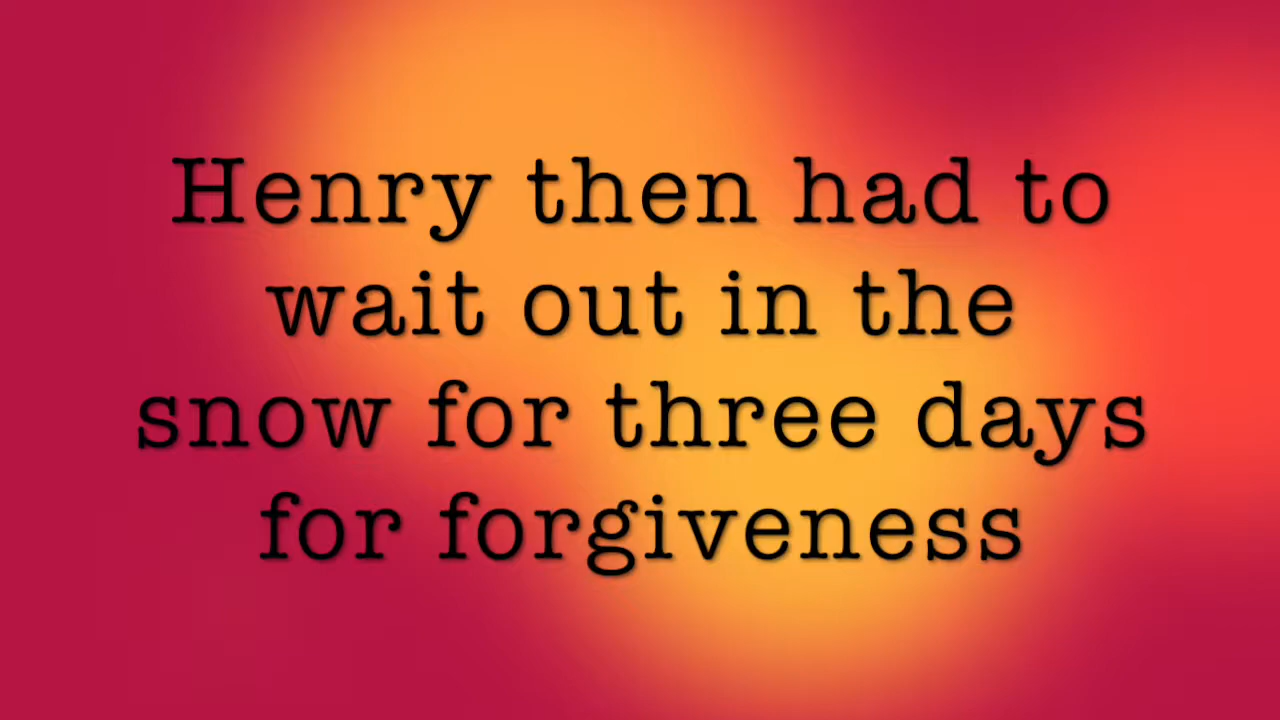 Henry then had to
wait out in the
snow for three days
for forgiveness